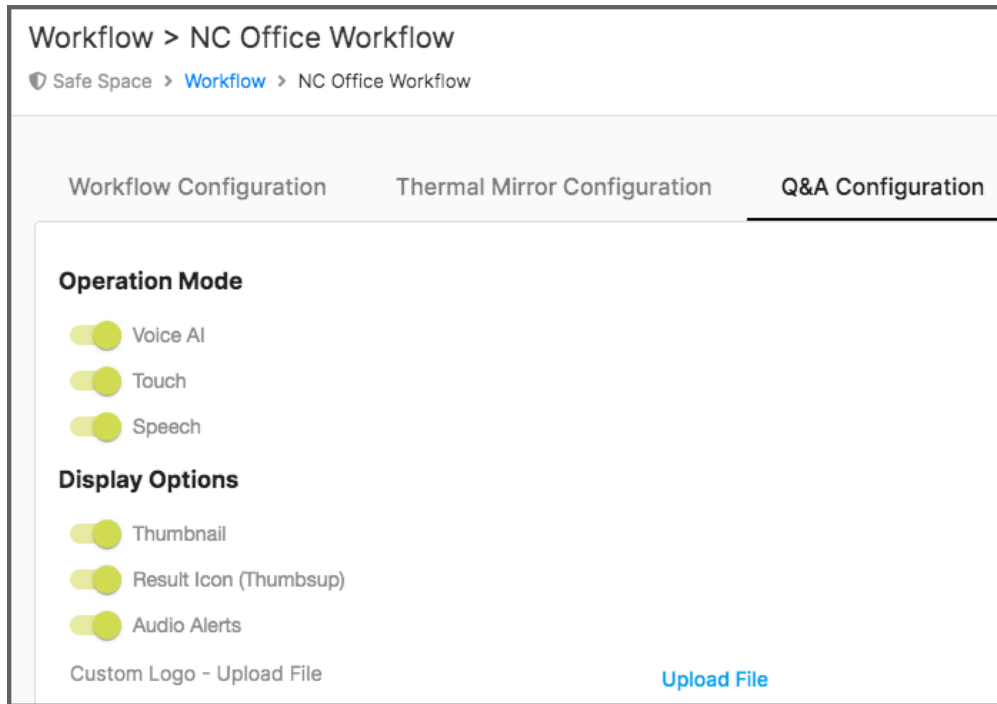 Workflow > NC Office Workflow
Safe Space > Workflow > NC Office Workflow
Workflow Configuration Thermal Mirror Configuration Q&A Configuration
Operation Mode
Voice AI
Touch
Speech
Display Options
Thumbnail
Result Icon (Thumbsup)
Audio Alerts
Custom Logo - Upload File Upload File